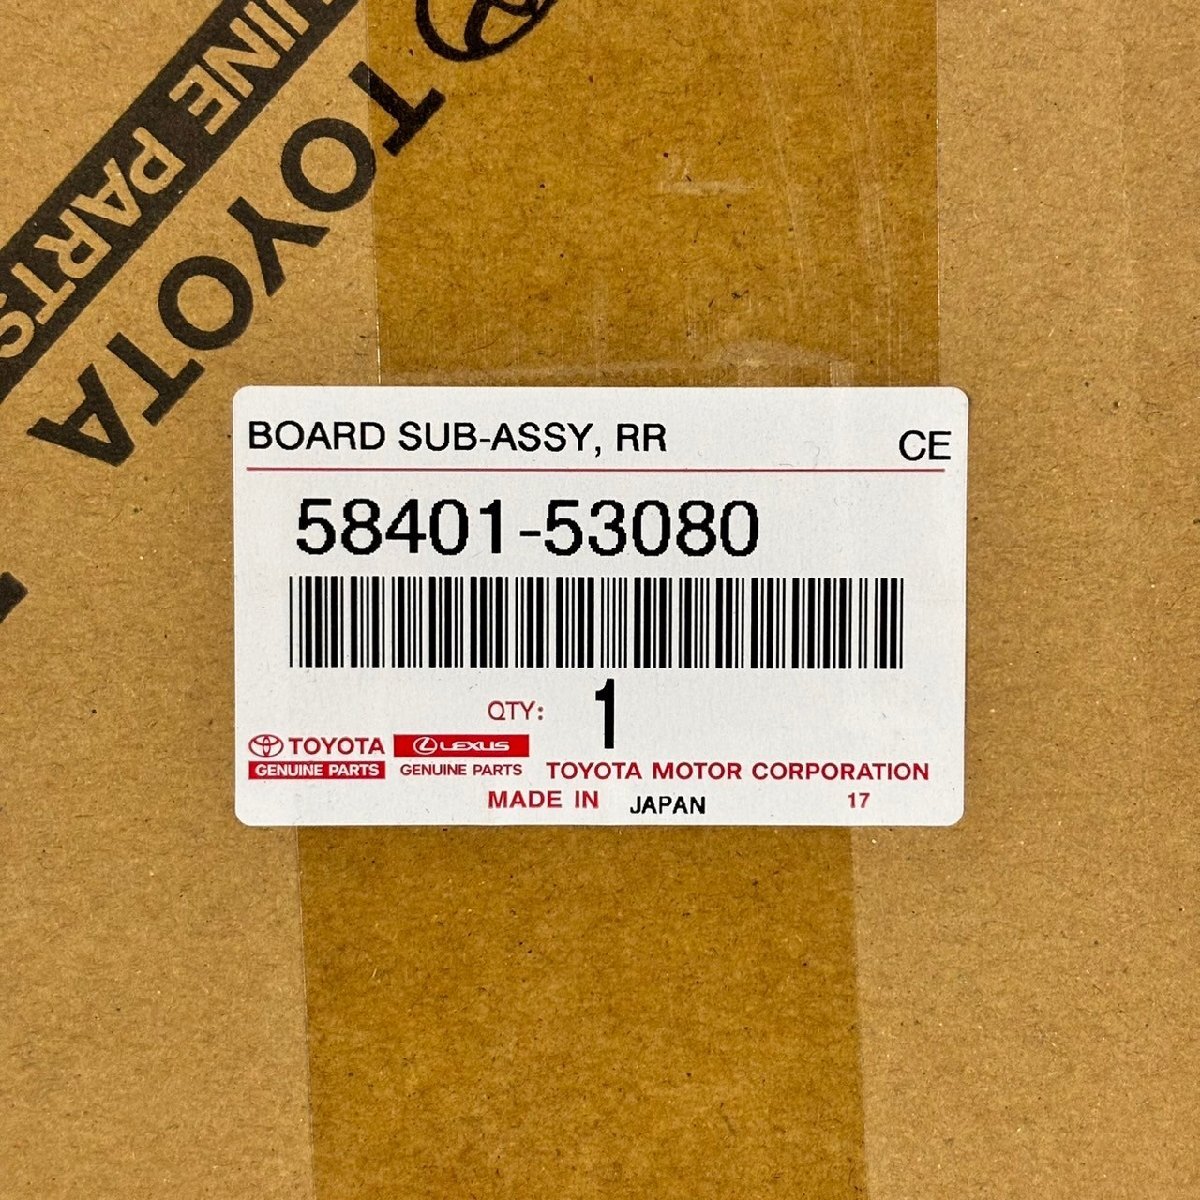 UINE PARTS
TOYOTA
BOARD SUB-ASSY, RR CE
58401-53080
QTY: 1
TOYOTA LEXUS
GENUINE PARTS GENUINE PARTS TOYOTA MOTOR CORPORATION
MADE IN JAPAN 17